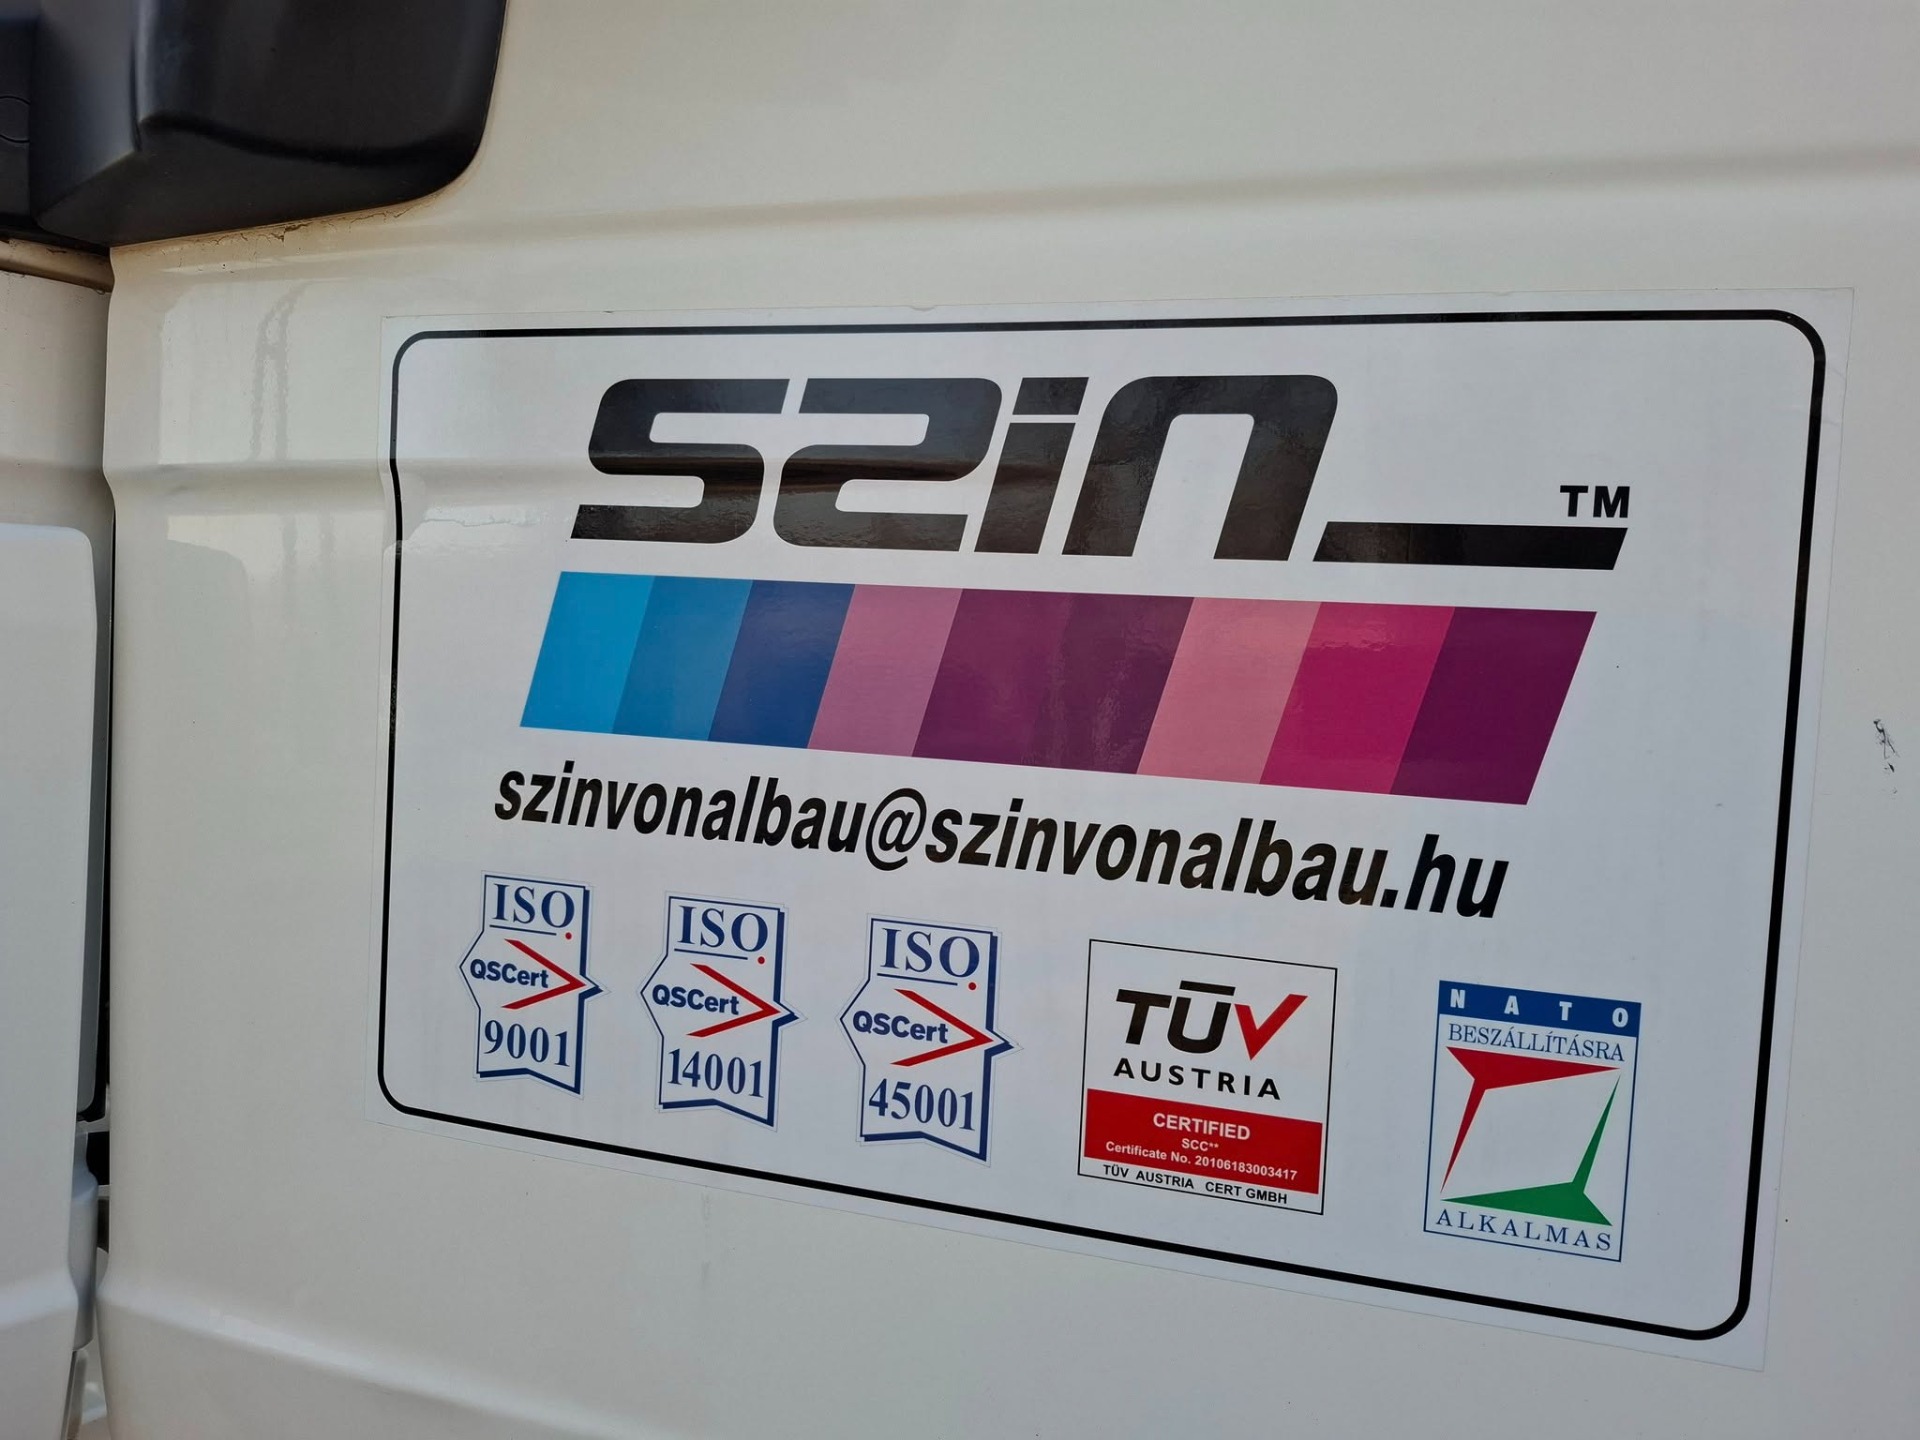 szin_
TM
szinvonalbau@szinvonalbau.hu
ISO
QSCert
9001
ISO
QSCert
14001
ISO
QSCert
45001
TÜV
AUSTRIA
CERTIFIED
SCC**
Certificate No. 20106183003417
TÜV AUSTRIA CERT GMBH
NATO
BESZÁLLÍTÁSRA
ALKALMAS